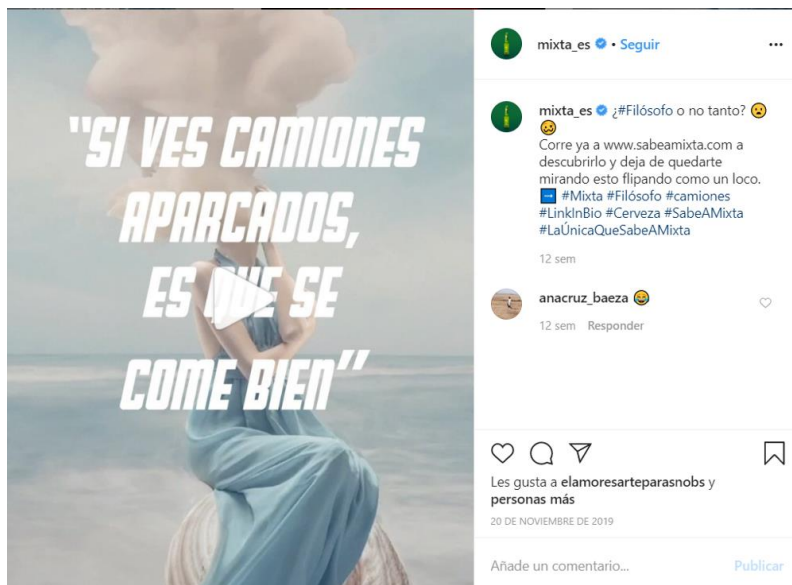 "SI VES CAMIONES
APARCADOS,
ES QUE SE
COME BIEN"
mixta_es • Seguir
mixta_es ¿#Filósofo o no tanto? 😮
🥴
Corre ya a www.sabeamixta.com a
descubrirlo y deja de quedarte
mirando esto flipando como un loco.
➡️ #Mixta #Filósofo #camiones
#LinkInBio #Cerveza #SabeAMixta
#LaÚnicaQueSabeAMixta
12 sem
anacruz_baeza 😂
12 sem Responder
Les gusta a elamoresarteparasnobs y
personas más
20 DE NOVIEMBRE DE 2019
Añade un comentario... Publicar